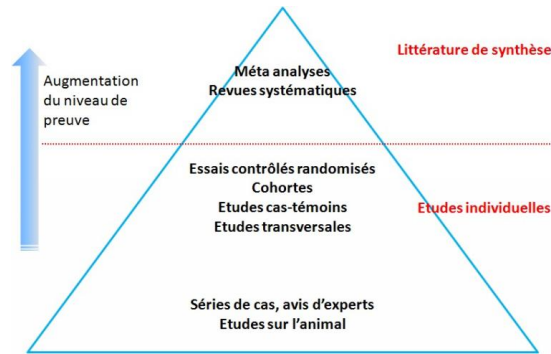 Littérature de synthèse
Méta analyses
Revues systématiques
Augmentation
du niveau de
preuve
Essais contrôlés randomisés
Cohortes
Etudes cas-témoins
Etudes transversales
Etudes individuelles
Séries de cas, avis d'experts
Etudes sur l'animal